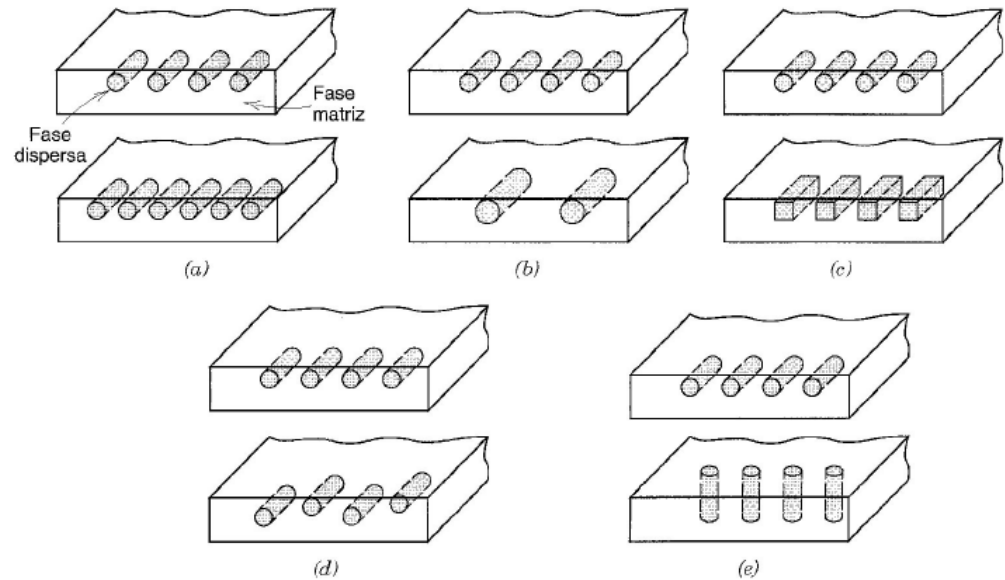 Fase
matriz
Fase
dispersa
(a)
(b)
(c)
(d)
(e)